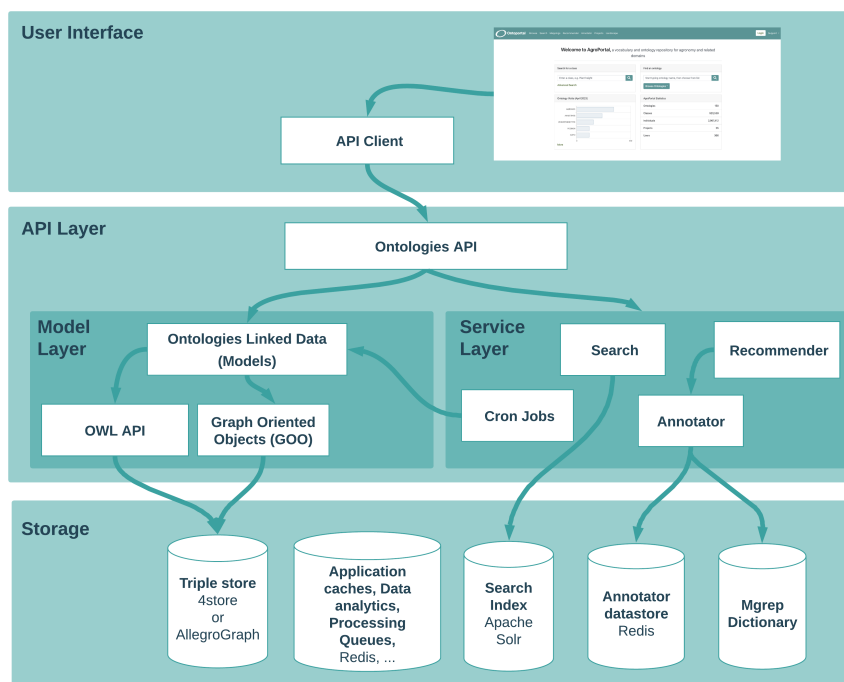 User Interface
Ontoportal
Welcome to AgroPortal, a vocabulary and ontology repository for agronomy and related
domains.
API Client
API Layer
Ontologies API
Model
Layer
Ontologies Linked Data
(Models)
OWL API
Graph Oriented
Objects (GOO)
Service
Layer
Search
Recommender
Cron Jobs
Annotator
Storage
Triple store
4store
or
AllegroGraph
Application
caches, Data
analytics,
Processing
Queues,
Redis, ...
Search
Index
Apache
Solr
Annotator
datastore
Redis
Mgrep
Dictionary